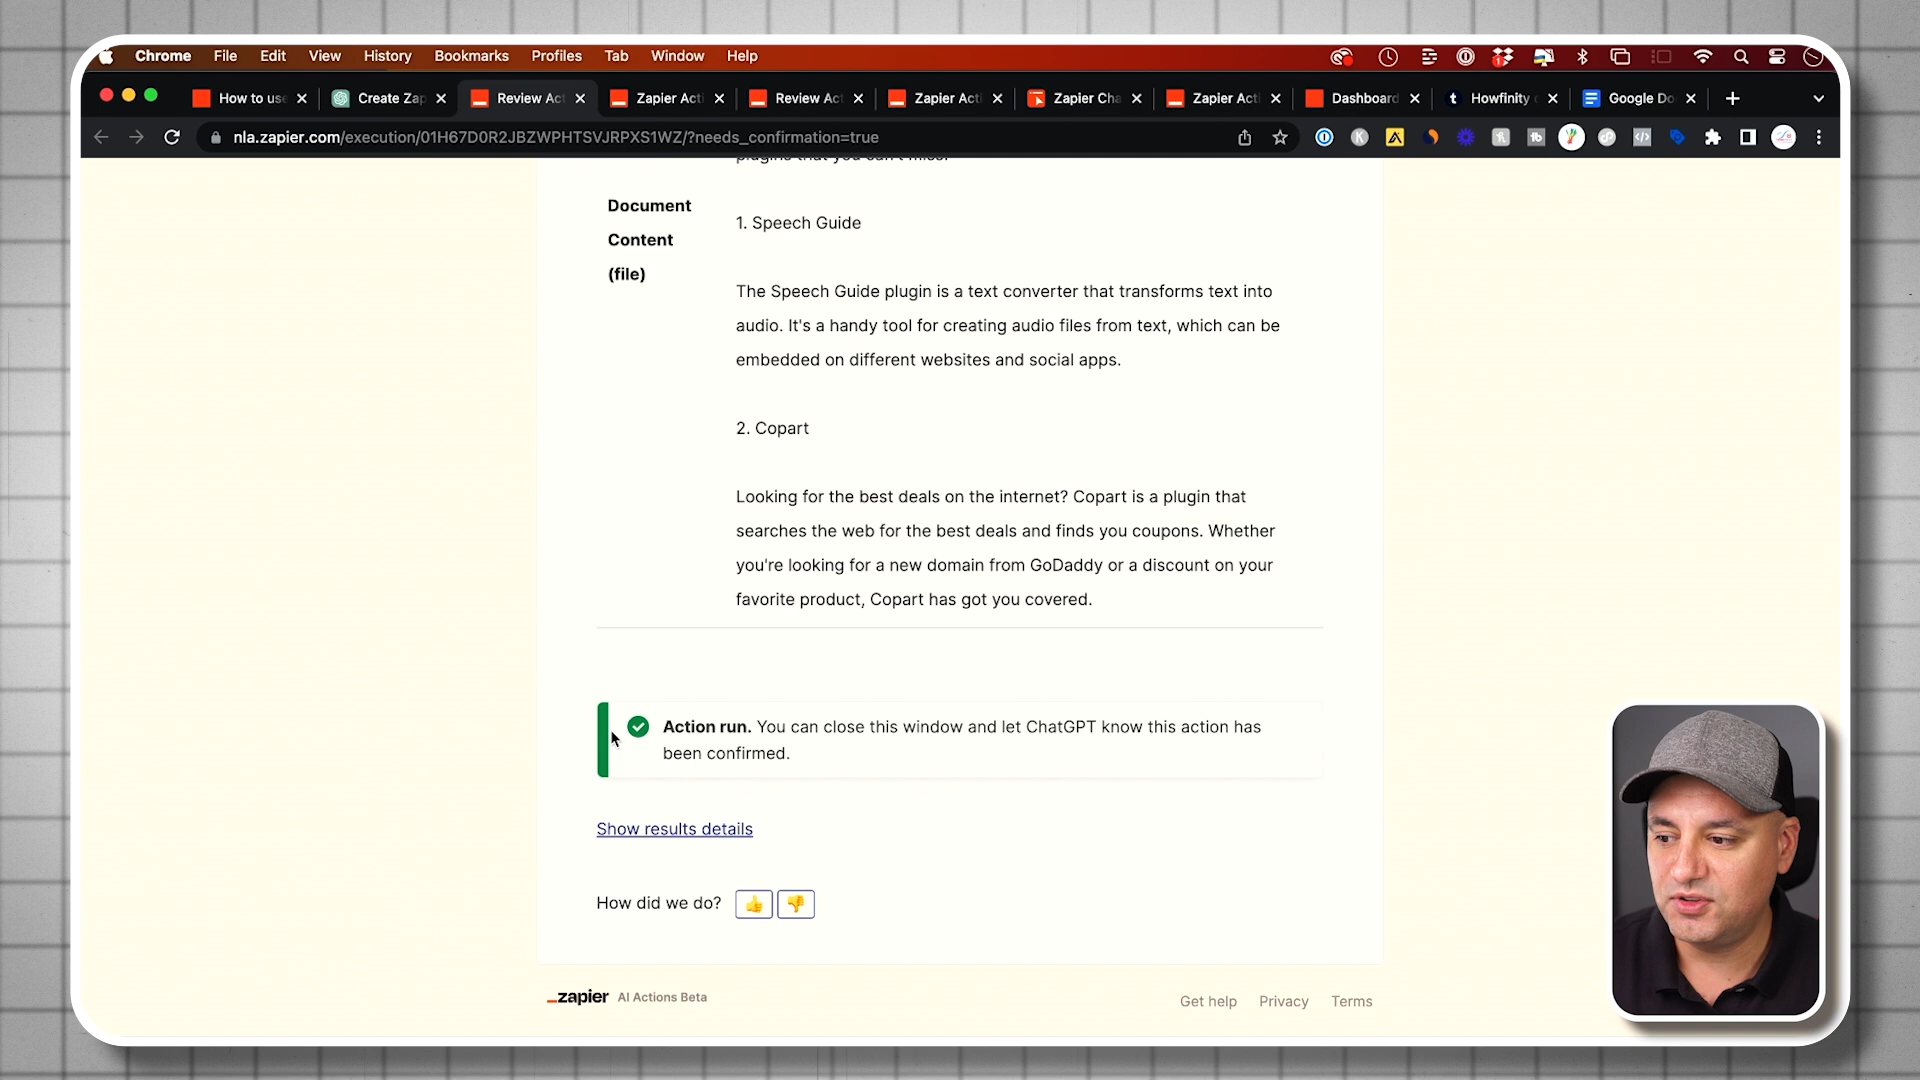 Chrome File Edit View History Bookmarks Profiles Tab Window Help
How to use Create Zap Review Act Zapier Acti Review Act Zapier Acti Zapier Cha Zapier Acti Dashboard Howfinity Google Do
nla.zapier.com/execution/01H67D0R2JBZWPHTSVJRPXS1WZ/?needs_confirmation=true
plugins that you can't miss.
Document
Content
(file)
1. Speech Guide
The Speech Guide plugin is a text converter that transforms text into
audio. It's a handy tool for creating audio files from text, which can be
embedded on different websites and social apps.
2. Copart
Looking for the best deals on the internet? Copart is a plugin that
searches the web for the best deals and finds you coupons. Whether
you're looking for a new domain from GoDaddy or a discount on your
favorite product, Copart has got you covered.
Action run. You can close this window and let ChatGPT know this action has
been confirmed.
Show results details
How did we do?
zapier AI Actions Beta
Get help Privacy Terms